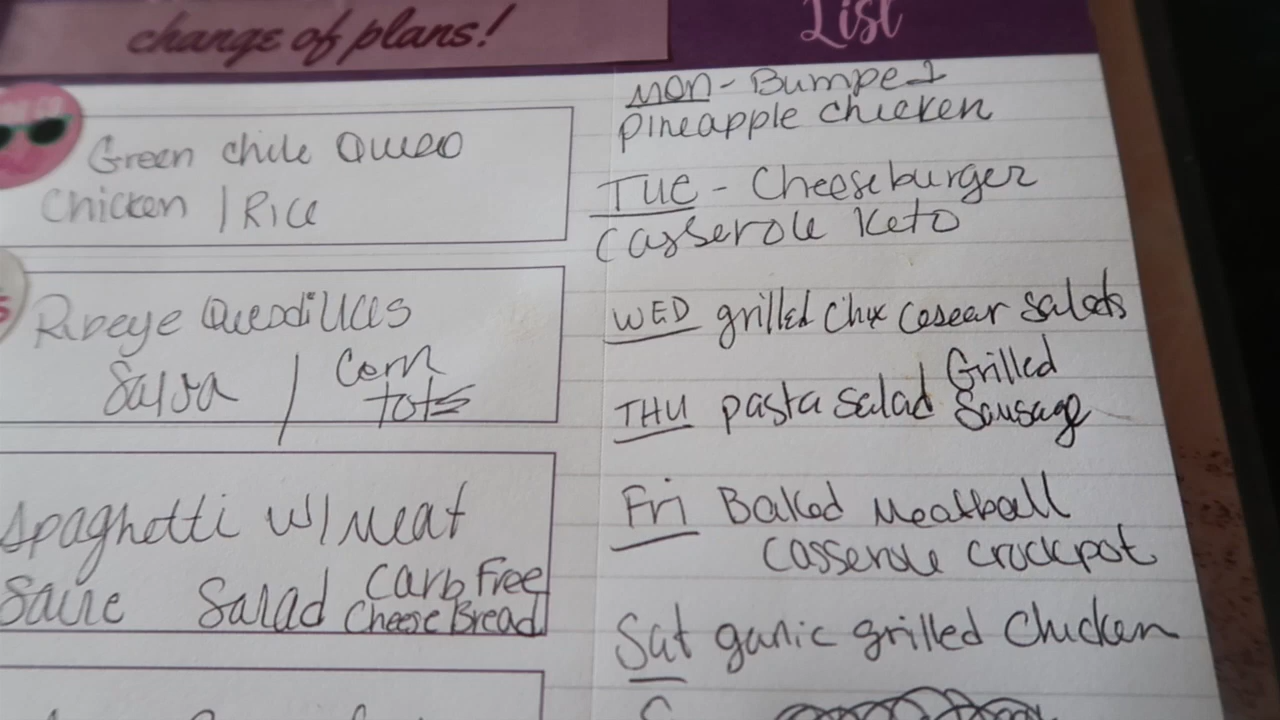 change of plans!
Green chile Queso
Chicken / Rice
Ribeye Quesadillas
Salsa / Corn
tots
Spaghetti w/ meat
Sauce Salad Carb Free
Cheese Bread
List
Mon - Bumped
pineapple chicken
TUE - Cheeseburger
casserole Keto
WED grilled chix cesear salads
THU pasta salad Grilled
Sausage
Fri Baked Meatball
Casserole crockpot
Sat garlic grilled Chicken